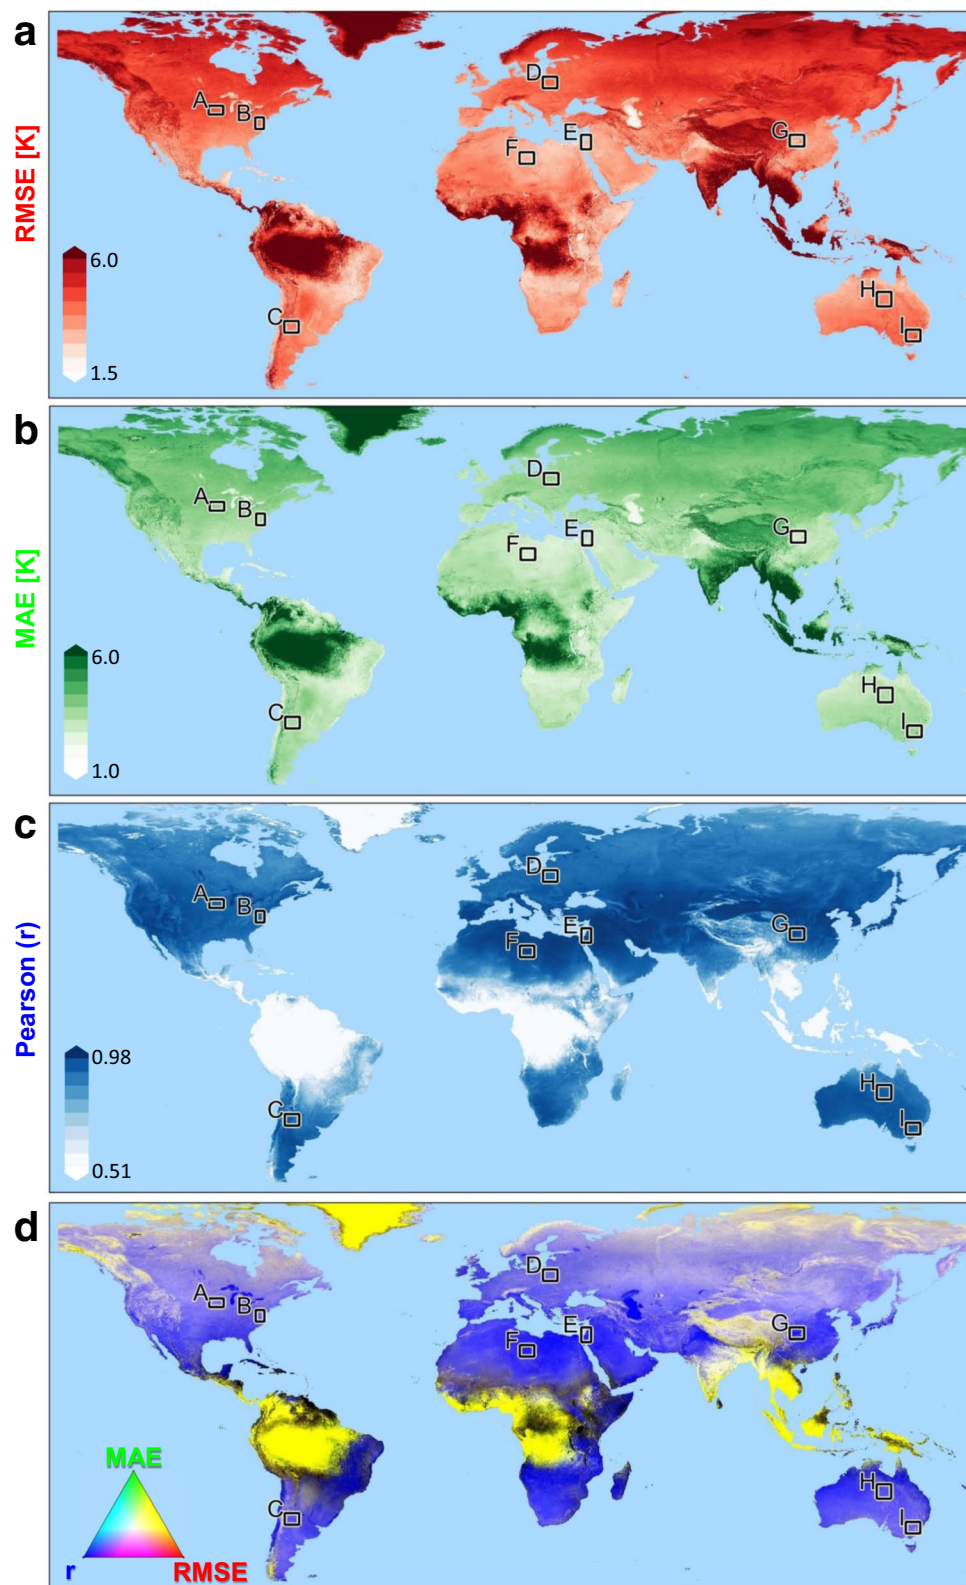 a
RMSE [K]
6.0
1.5
A
B
C
D
E
F
G
H
I
b
MAE [K]
6.0
1.0
A
B
C
D
E
F
G
H
I
c
Pearson (r)
0.98
0.51
A
B
C
D
E
F
G
H
I
d
A
B
C
D
E
F
G
H
I
MAE
r
RMSE